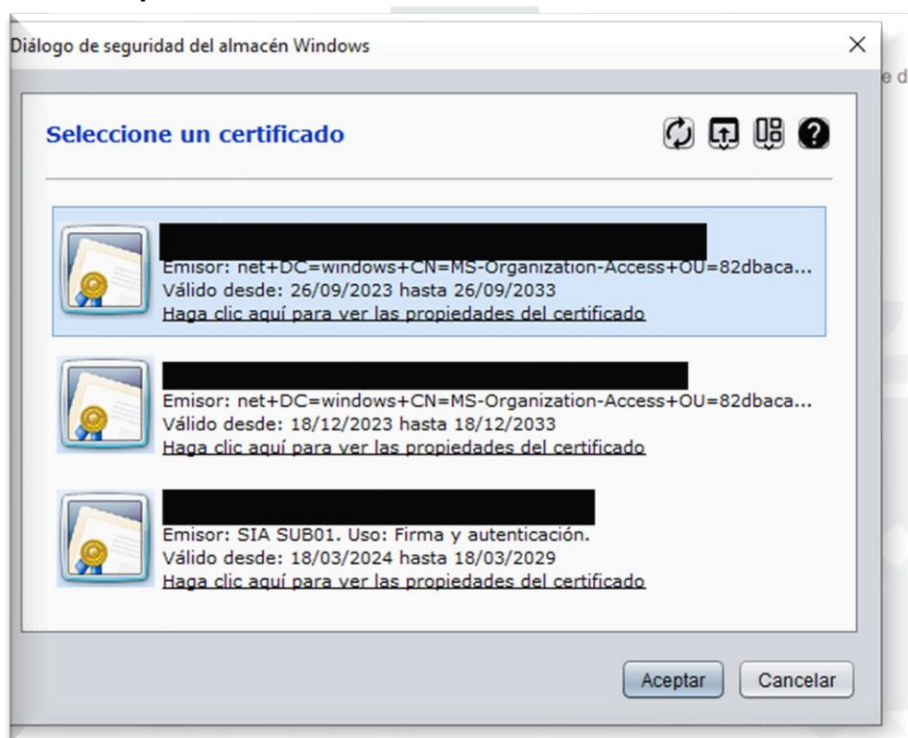 Diálogo de seguridad del almacén Windows
e d
Seleccione un certificado
Emisor: net+DC=windows+CN=MS-Organization-Access+OU=82dbaca...
Válido desde: 26/09/2023 hasta 26/09/2033
Haga clic aquí para ver las propiedades del certificado
Emisor: net+DC=windows+CN=MS-Organization-Access+OU=82dbaca...
Válido desde: 18/12/2023 hasta 18/12/2033
Haga clic aquí para ver las propiedades del certificado
Emisor: SIA SUB01. Uso: Firma y autenticación.
Válido desde: 18/03/2024 hasta 18/03/2029
Haga clic aquí para ver las propiedades del certificado
Aceptar Cancelar